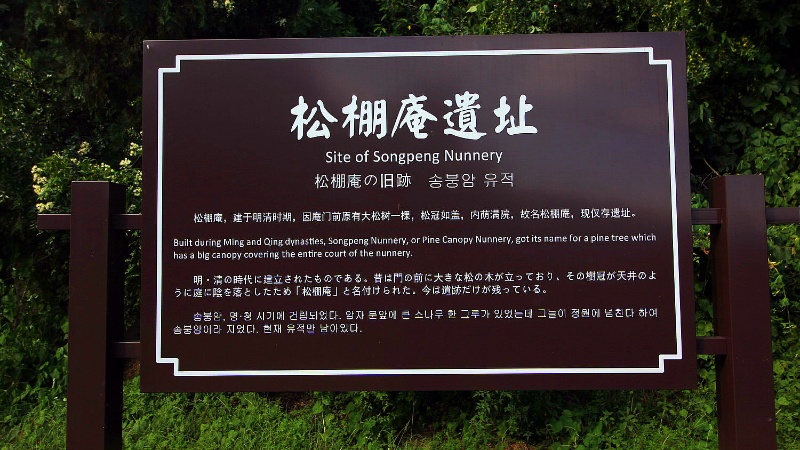 松棚庵遺址
Site of Songpeng Nunnery
松棚庵の旧跡 송붕암 유적
松棚庵，建于明清时期，因庵门前原有大松树一棵，松冠如盖，内荫满院，故名松棚庵，现仅存遗址。
Built during Ming and Qing dynasties, Songpeng Nunnery, or Pine Canopy Nunnery, got its name for a pine tree which
has a big canopy covering the entire court of the nunnery.
明・清の時代に建立されたものである。昔は門の前に大きな松の木が立っており、その樹冠が天井のよ
うに庭に陰を落としたため「松棚庵」と名付けられた。今は遺跡だけが残っている。
송붕암, 명·청 시기에 건립되었다. 암자 문앞에 큰 소나무 한 그루가 있었는데 그늘이 정원에 넘친다 하여
송붕암이라 지었다. 현재 유적만 남아있다.